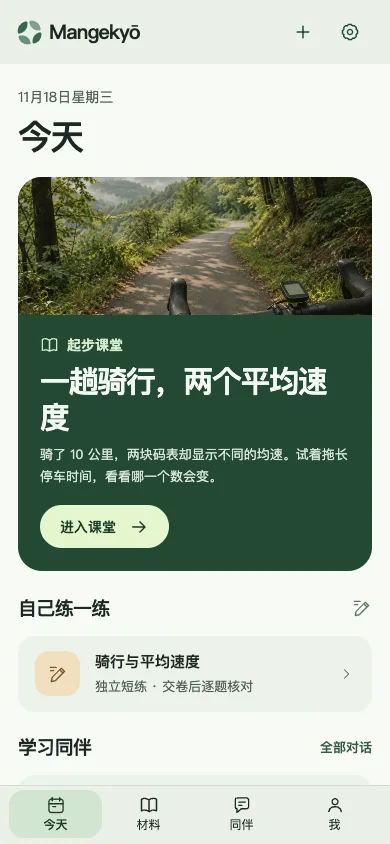 Mangekyō
11月18日星期三
今天
起步课堂
一趟骑行，两个平均速
度
骑了 10 公里，两块码表却显示不同的均速。试着拖长
停车时间，看看哪一个数会变。
进入课堂
自己练一练
骑行与平均速度
独立短练 · 交卷后逐题核对
学习同伴
全部对话
今天
材料
同伴
我